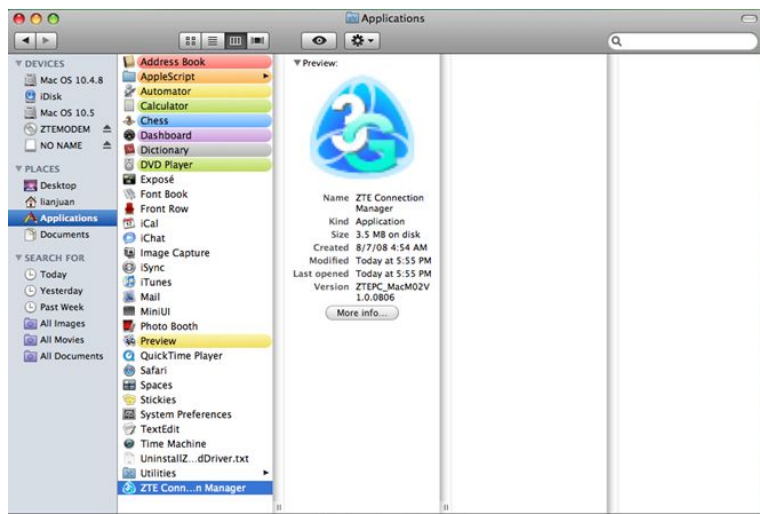 Applications
DEVICES
Mac OS 10.4.8
iDisk
Mac OS 10.5
ZTEMODEM
NO NAME
PLACES
Desktop
lianjuan
Applications
Documents
SEARCH FOR
Today
Yesterday
Past Week
All Images
All Movies
All Documents
Address Book
AppleScript
Automator
Calculator
Chess
Dashboard
Dictionary
DVD Player
Exposé
Font Book
Front Row
iCal
iChat
Image Capture
iSync
iTunes
Mail
MiniUI
Photo Booth
Preview
QuickTime Player
Safari
Spaces
Stickies
System Preferences
TextEdit
Time Machine
UninstallZ...dDriver.txt
Utilities
ZTE Conn...n Manager
Preview:
3G
Name ZTE Connection
Manager
Kind Application
Size 3.5 MB on disk
Created 8/7/08 4:54 AM
Modified Today at 5:55 PM
Last opened Today at 5:55 PM
Version ZTEPC_MacM02V
1.0.0B06
More info...